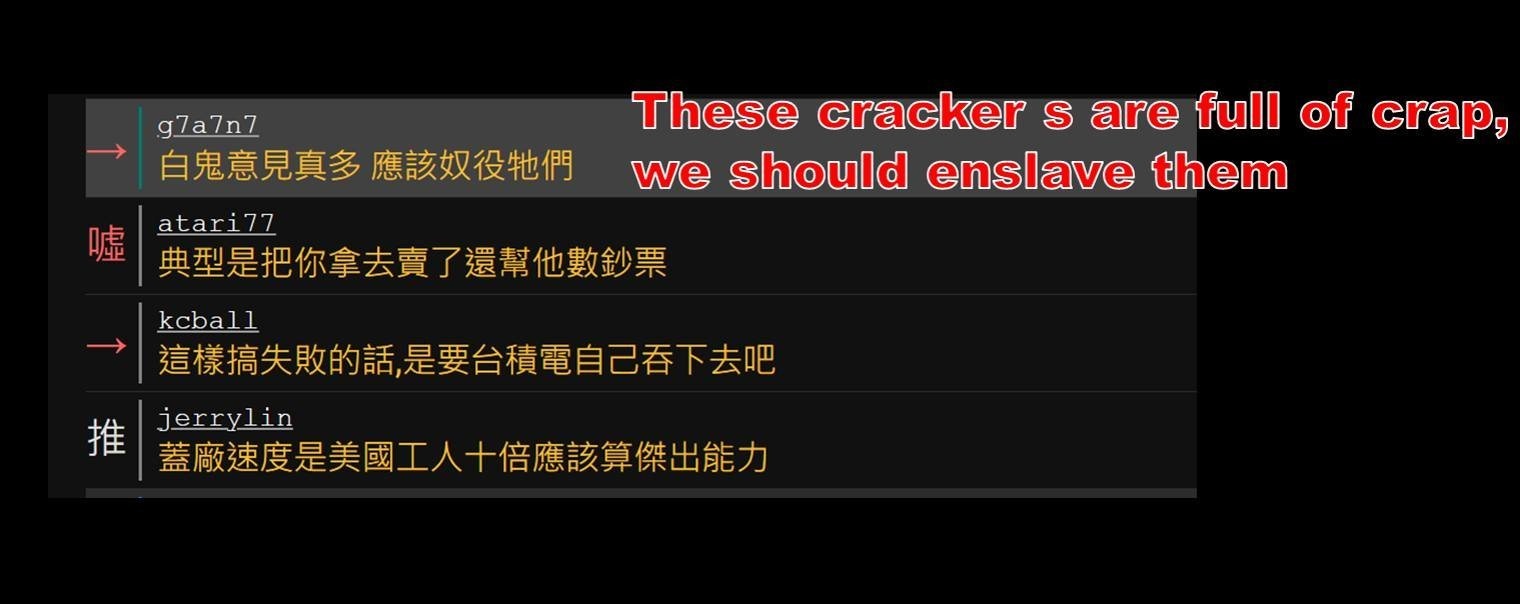 g7a7n7
These cracker s are full of crap,
→ 白鬼意見真多 應該奴役牠們
we should enslave them
atari77
噓 典型是把你拿去賣了還幫他數鈔票
kcball
→ 這樣搞失敗的話,是要台積電自己吞下去吧
jerrylin
推 蓋廠速度是美國工人十倍應該算傑出能力